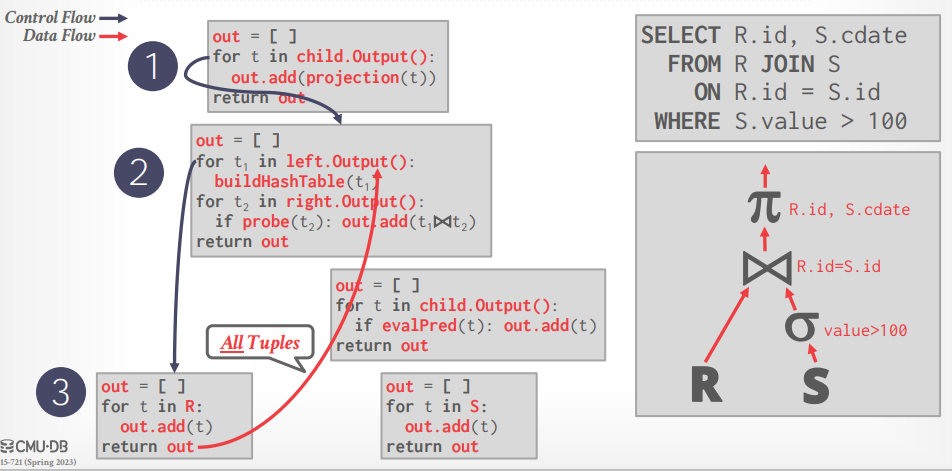 Control Flow
Data Flow
1
out = [ ]
for t in child.Output():
out.add(projection(t))
return out
2
out = [ ]
for t₁ in left.Output():
buildHashTable(t₁)
for t₂ in right.Output():
if probe(t₂): out.add(t₁⨝t₂)
return out
out = [ ]
for t in child.Output():
if evalPred(t): out.add(t)
return out
All Tuples
3
out = [ ]
for t in R:
out.add(t)
return out
out = [ ]
for t in S:
out.add(t)
return out
CMU·DB
15-721 (Spring 2023)
SELECT R.id, S.cdate
FROM R JOIN S
ON R.id = S.id
WHERE S.value > 100
π R.id, S.cdate
⨝ R.id=S.id
σ value>100
R S